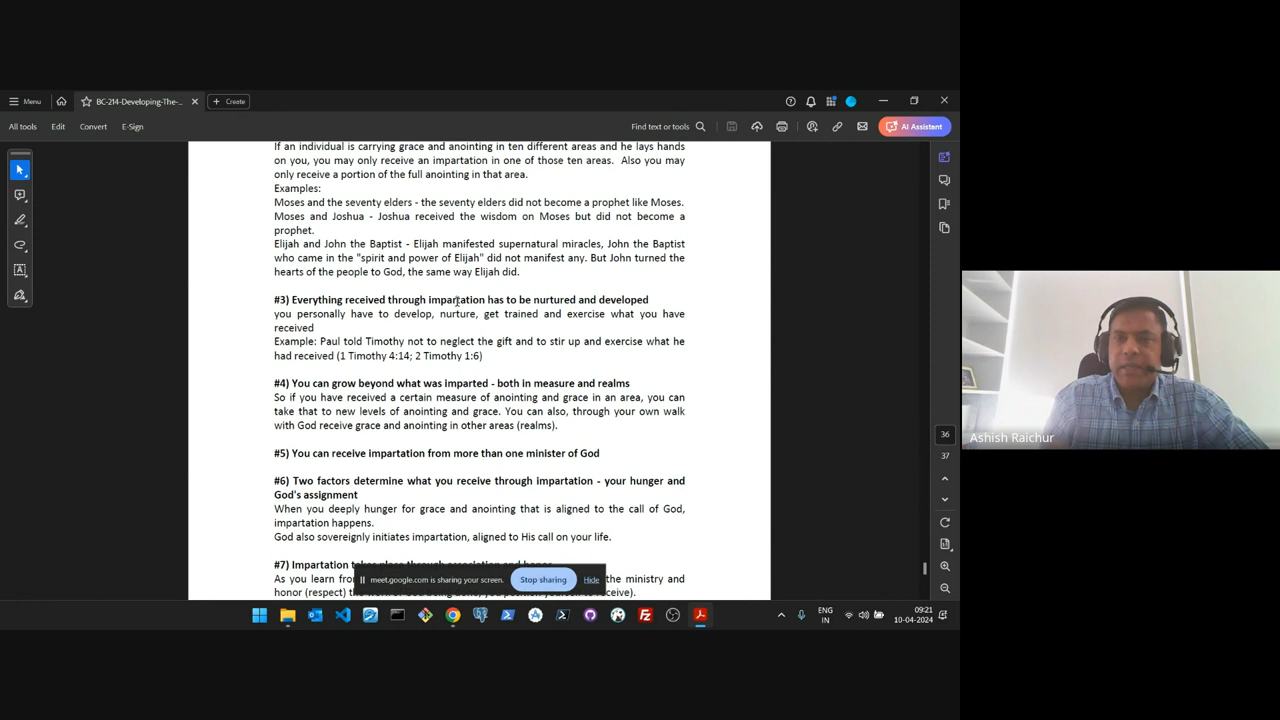 Menu
BC-214-Developing-The-...
Create
All tools Edit Convert E-Sign
Find text or tools
AI Assistant
If an individual is carrying grace and anointing in ten different areas and he lays hands
on you, you may only receive an impartation in one of those ten areas. Also you may
only receive a portion of the full anointing in that area.
Examples:
Moses and the seventy elders - the seventy elders did not become a prophet like Moses.
Moses and Joshua - Joshua received the wisdom on Moses but did not become a
prophet.
Elijah and John the Baptist - Elijah manifested supernatural miracles, John the Baptist
who came in the "spirit and power of Elijah" did not manifest any. But John turned the
hearts of the people to God, the same way Elijah did.
#3) Everything received through impartation has to be nurtured and developed
you personally have to develop, nurture, get trained and exercise what you have
received
Example: Paul told Timothy not to neglect the gift and to stir up and exercise what he
had received (1 Timothy 4:14; 2 Timothy 1:6)
#4) You can grow beyond what was imparted - both in measure and realms
So if you have received a certain measure of anointing and grace in an area, you can
take that to new levels of anointing and grace. You can also, through your own walk
with God receive grace and anointing in other areas (realms).
#5) You can receive impartation from more than one minister of God
#6) Two factors determine what you receive through impartation - your hunger and
God's assignment
When you deeply hunger for grace and anointing that is aligned to the call of God,
impartation happens.
God also sovereignly initiates impartation, aligned to His call on your life.
#7) Impartation
As you learn from the ministry and
honor (respect)
meet.google.com is sharing your screen. Stop sharing Hide
36
37
Ashish Raichur
ENG
IN
09:21
10-04-2024